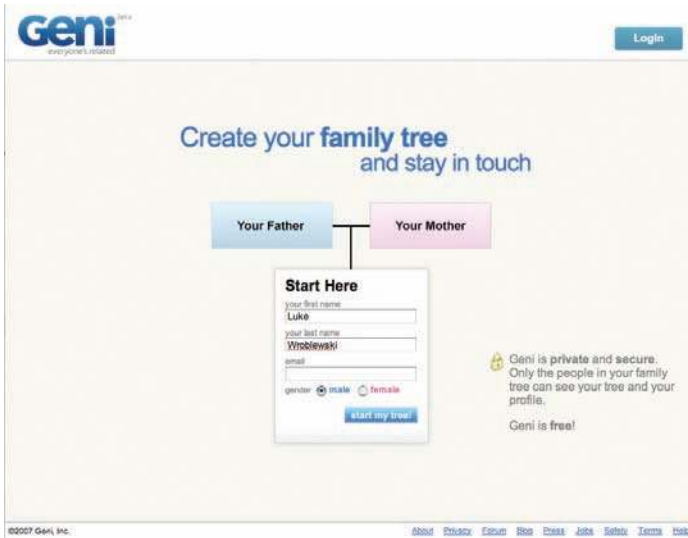 Geni
beta
everyone's related
Login
Create your family tree
and stay in touch
Your Father
Your Mother
Start Here
your first name
Luke
your last name
Wroblewski
email
gender male female
start my tree!
Geni is private and secure.
Only the people in your family
tree can see your tree and your
profile.
Geni is free!
©2007 Geni, Inc.
About Privacy Forum Blog Press Jobs Safety Terms Help